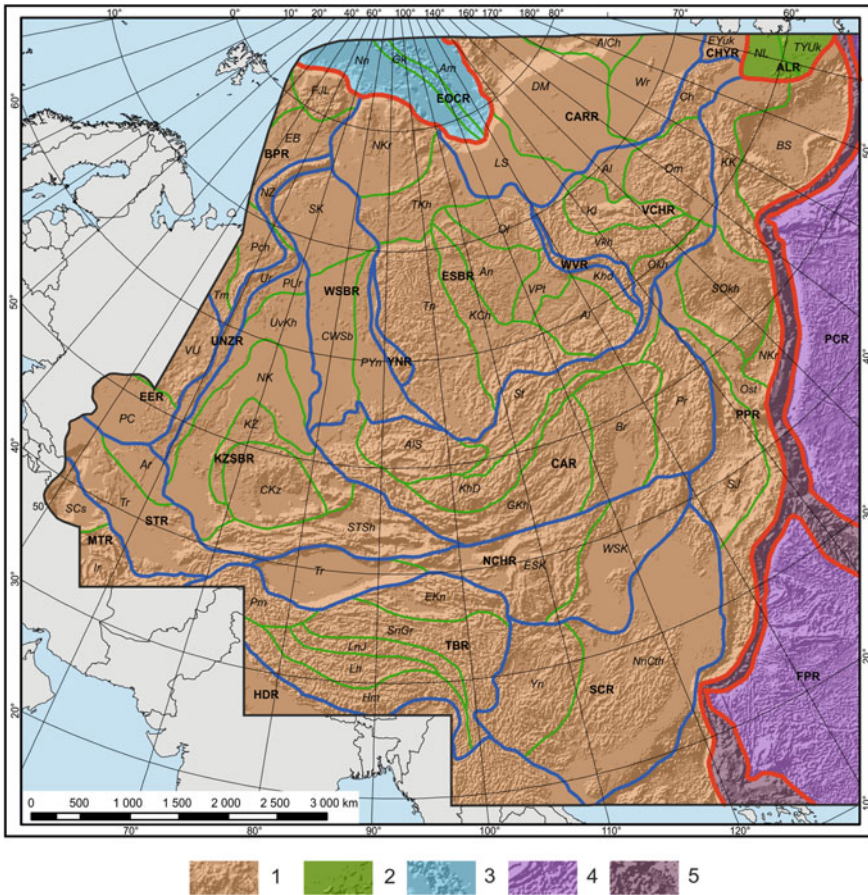 10° 20° 40° 60° 100° 140° 160° 170° 180° 80° 70° 60°
0°
AlCh
EYuk
CHYR
NL
TYUk
ALR
Nn
Gk
Am
EOCR
DM
Wr
CARR
Ch
FJL
EB
BPR
NKr
BS
KK
LS
Al
Om
NZ
SK
TKh
Kl
VCHR
Vkh
Pch
Ur
PUr
WSBR
ESBR
An
WVR
Khd
OKh
SOkh
VPt
PCR
Tm
UvKh
CWSb
Tn
KCh
Al
VU
UNZR
PYn
YNR
NKr
NK
St
Ost
PPR
EER
PC
KZ
AlS
Br
Pr
KZSBR
CAR
Ar
CKz
KhD
GKh
SJ
SCs
Tr
STR
STSh
MTR
NCHR
WSK
Ir
Tr
ESK
EKn
Pm
SnGr
TBR
LnJ
Lh
NnCth
HDR
Hm
Yn
SCR
FPR
60°
50°
40°
50
30°
20°
60°
50°
40°
30°
20°
10°
0 500 1 000 1 500 2 000 2 500 3 000 km
70° 80° 90° 100° 110° 120°
1 2 3 4 5